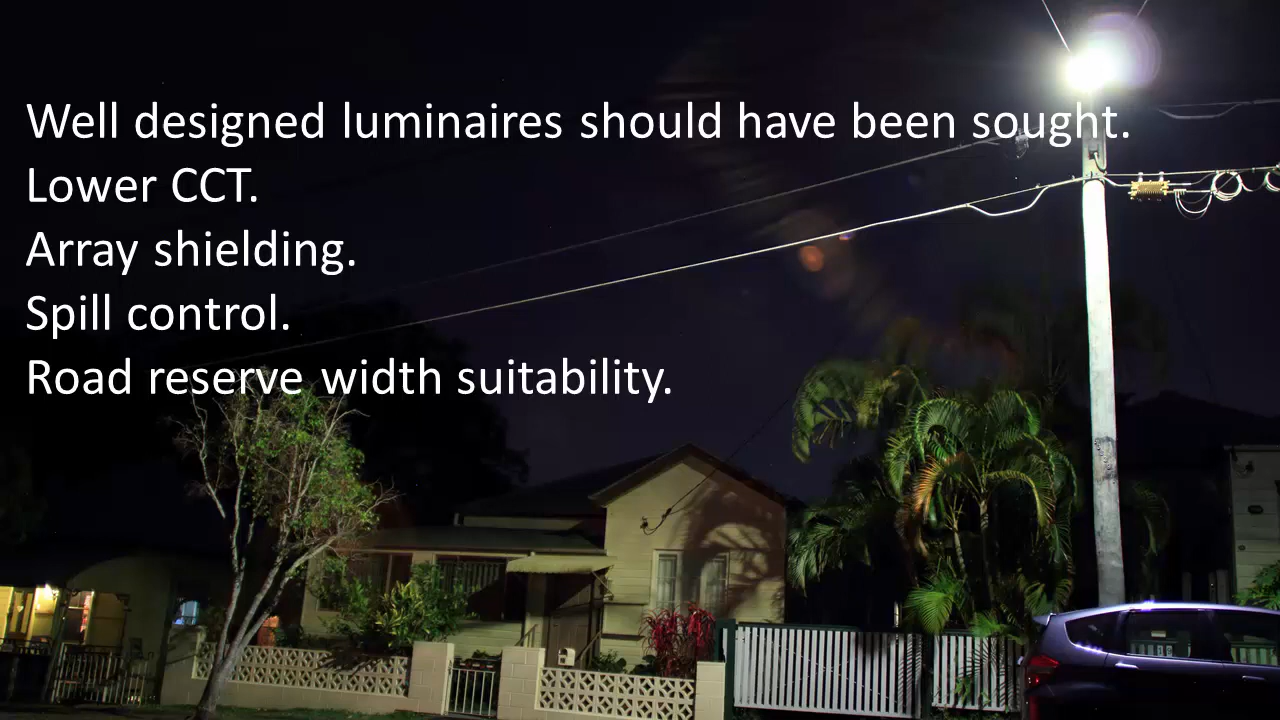 Well designed luminaires should have been sought.
Lower CCT.
Array shielding.
Spill control.
Road reserve width suitability.